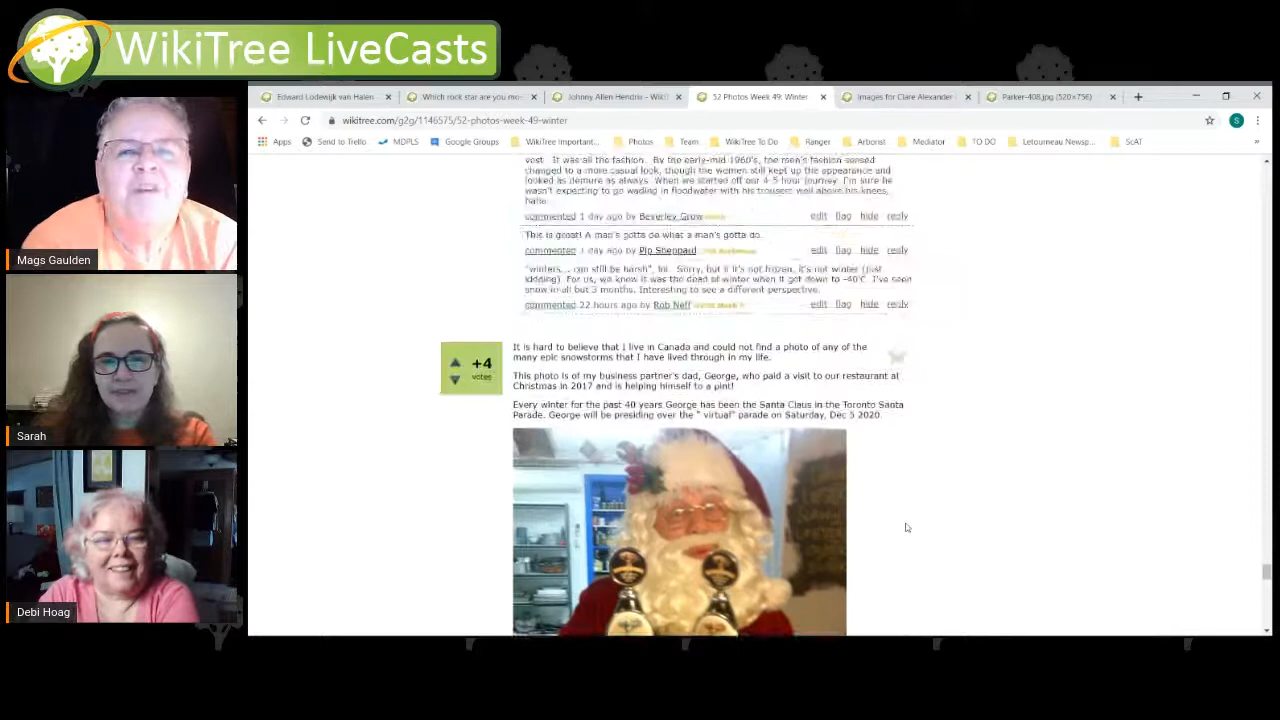 WikiTree LiveCasts
Mags Gaulden
Sarah
Debi Hoag
Edward Lodewijk van Halen
Which rock star are you mo
Johnny Allen Hendrix - Wiki
52 Photos Week 49: Winter
Images for Clare Alexander
Parker-408.jpg (520×756)
wikitree.com/g2g/1146575/52-photos-week-49-winter
Apps
Send to Trello
MDPLS
Google Groups
WikiTree Important...
Photos
Team
WikiTree To Do
Ranger
Arborist
Mediator
TO DO
Letourneau Newslet...
ScAT
vest. It was all the fashion. By the early-mid 1960's, the men's fashion sensed
changed to a more casual look, though the women still kept up the appearance and
looked as demure as always. When we started off our 4-5 hour journey, I'm sure he
wasn't expecting to go wading in floodwater with his trousers well above his knees,
commented 1 day ago by Beverley Grow
edit flag hide reply
This is great! A man's gotta do what a man's gotta do.
commented 1 day ago by Pip Sheppard
edit flag hide reply
"winters... can still be harsh", lol. Sorry, but if it's not frozen, it's not winter (just
kidding). For us, we knew it was the dead of winter when it got down to -40°C. I've seen
snow in all but 3 months. Interesting to see a different perspective.
commented 22 hours ago by Rob Neff
edit flag hide reply
+4
votes
It is hard to believe that I live in Canada and could not find a photo of any of the
many epic snowstorms that I have lived through in my life.
This photo is of my business partner's dad, George, who paid a visit to our restaurant at
Christmas in 2017 and is helping himself to a pint!
Every winter for the past 40 years George has been the Santa Claus in the Toronto Santa
Parade. George will be presiding over the " virtual" parade on Saturday, Dec 5 2020.